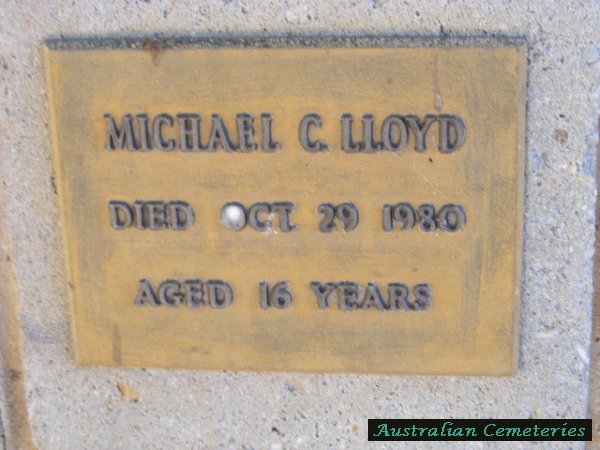 MICHAEL C. LLOYD
DIED OCT. 29 1980
AGED 16 YEARS
Australian Cemeteries